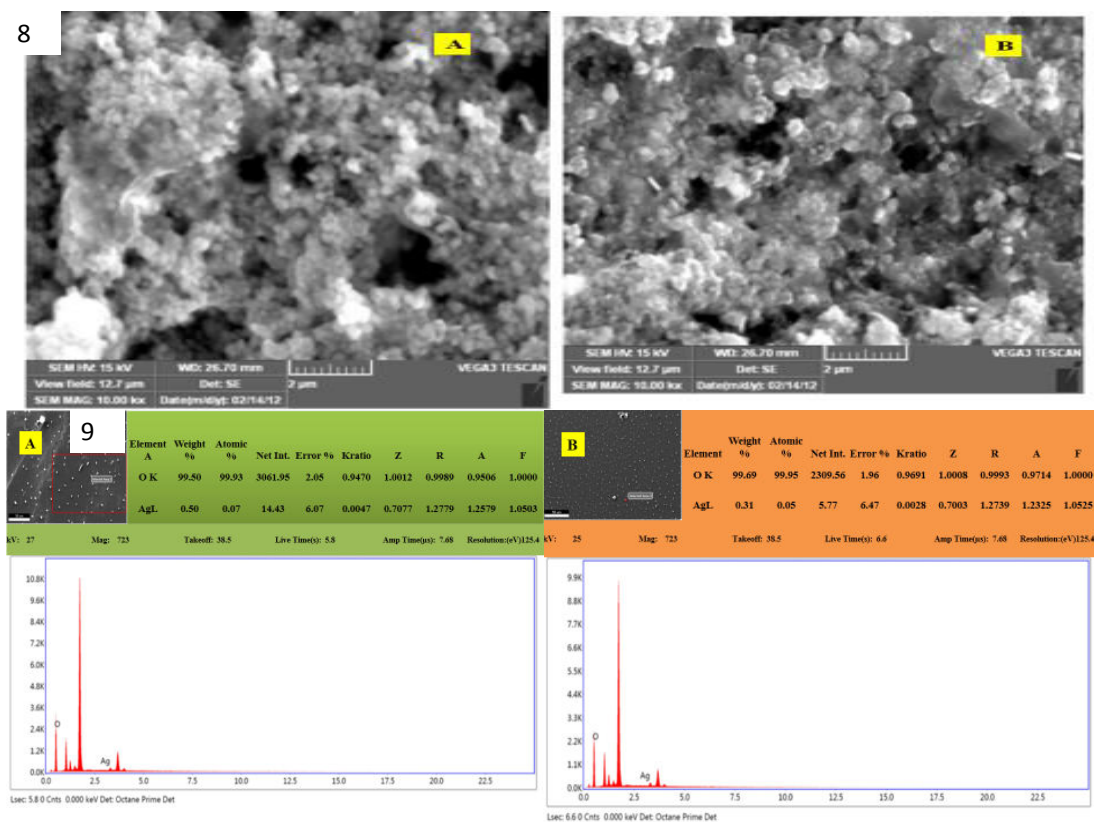 8
A
SEM HV: 15 kV WD: 26.70 mm VEGA3 TESCAN
View field: 12.7 µm Det: SE 2 µm
SEM MAG: 10.00 kx Date(m/d/y): 02/14/12
B
SEM HV: 15 kV WD: 26.70 mm VEGA3 TESCAN
View field: 12.7 µm Det: SE 2 µm
SEM MAG: 10.00 kx Date(m/d/y): 02/14/12
9
A
Element Weight Atomic
A % % Net Int. Error % Kratio Z R A F
O K 99.50 99.93 3061.95 2.05 0.9470 1.0012 0.9989 0.9506 1.0000
AgL 0.50 0.07 14.43 6.07 0.0047 0.7077 1.2779 1.2579 1.0503
kV: 27 Mag: 723 Takeoff: 38.5 Live Time(s): 5.8 Amp Time(µs): 7.68 Resolution:(eV)125.4
10.8K
9.6K
8.4K
7.2K
6.0K
4.8K
3.6K
2.4K
1.2K
0.0K
O
Ag
0.0 2.5 5.0 7.5 10.0 12.5 15.0 17.5 20.0 22.5
Lsec: 5.8 0 Cnts 0.000 keV Det: Octane Prime Det
B
Weight Atomic
Element % % Net Int. Error % Kratio Z R A F
O K 99.69 99.95 2309.56 1.96 0.9691 1.0008 0.9993 0.9714 1.0000
AgL 0.31 0.05 5.77 6.47 0.0028 0.7003 1.2739 1.2325 1.0525
kV: 25 Mag: 723 Takeoff: 38.5 Live Time(s): 6.6 Amp Time(µs): 7.68 Resolution:(eV)125.4
9.9K
8.8K
7.7K
6.6K
5.5K
4.4K
3.3K
2.2K
1.1K
0.0K
O
Ag
0.0 2.5 5.0 7.5 10.0 12.5 15.0 17.5 20.0 22.5
Lsec: 6.6 0 Cnts 0.000 keV Det: Octane Prime Det